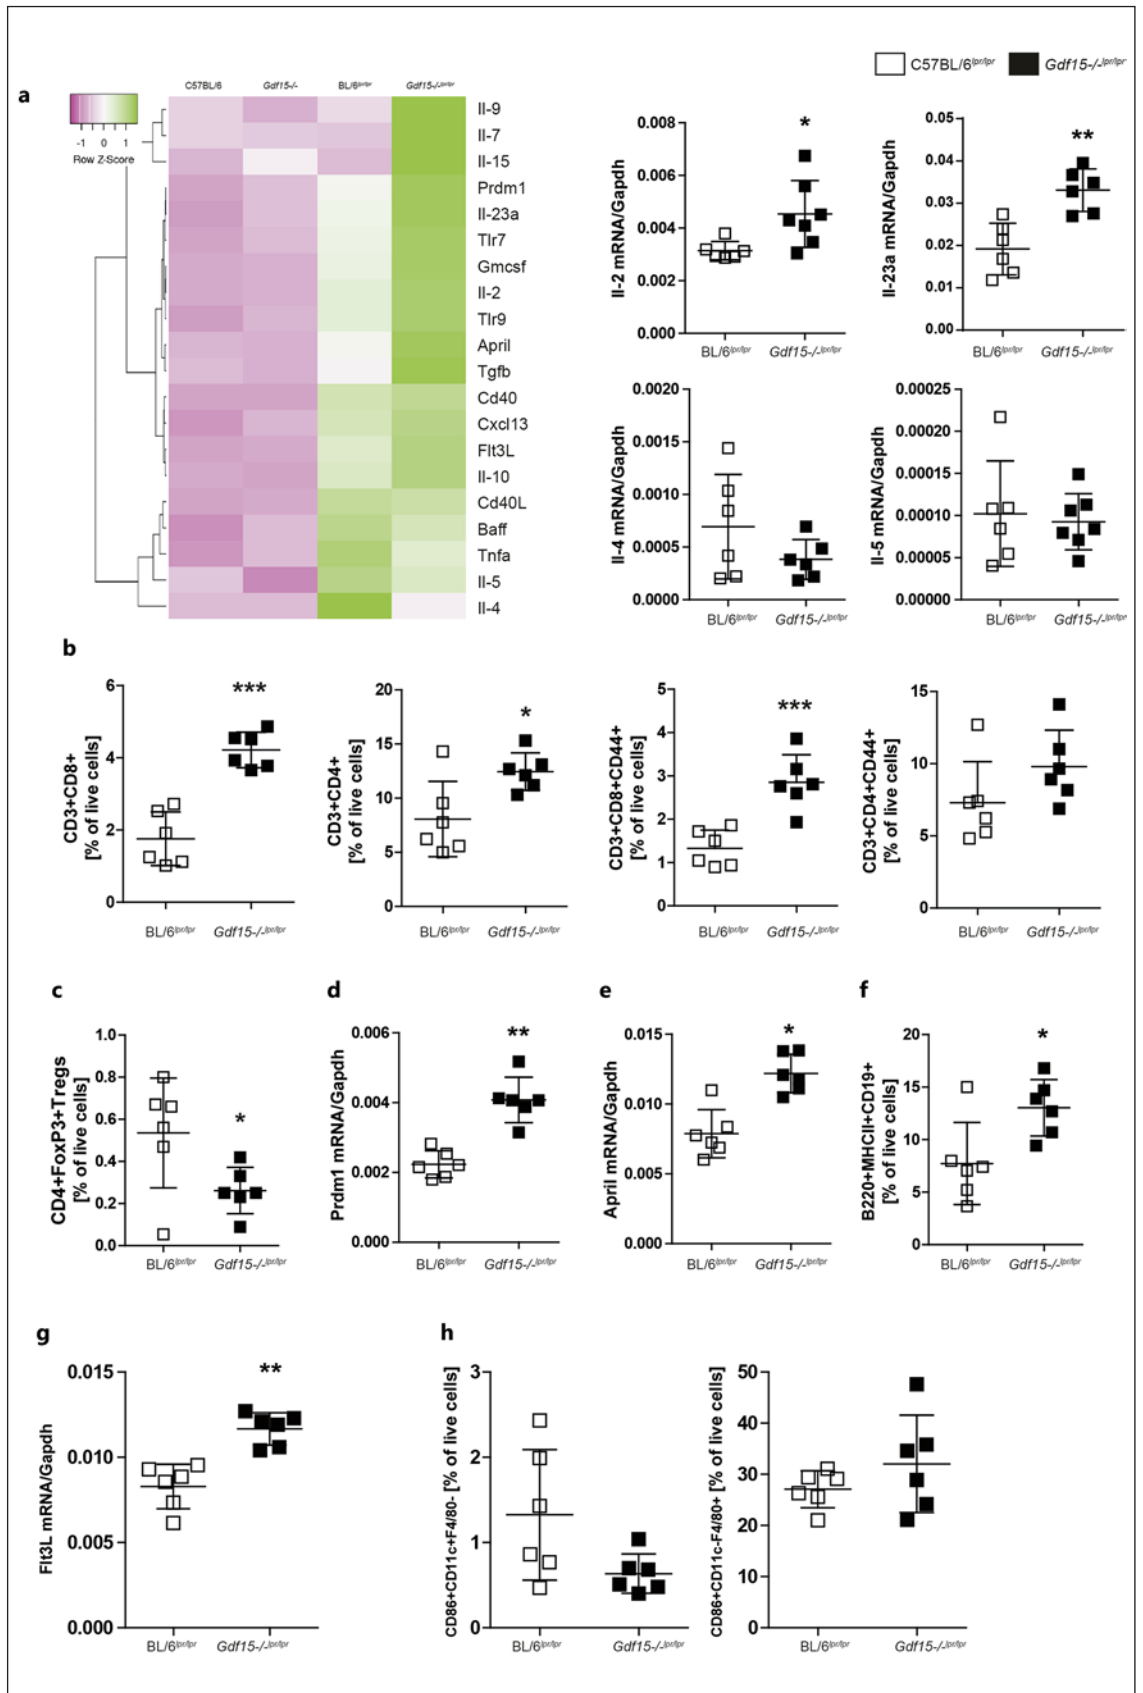 C57BL/6lpr/lpr Gdf15-/-lpr/lpr
a
C57BL/6 Gdf15-/- BL/6lpr/lpr Gdf15-/-lpr/lpr
-1 0 1
Row Z-Score
Il-9
Il-7
Il-15
Prdm1
Il-23a
Tlr7
Gmcsf
Il-2
Tlr9
April
Tgfb
Cd40
Cxcl13
Flt3L
Il-10
Cd40L
Baff
Tnfa
Il-5
Il-4
Il-2 mRNA/Gapdh
0.008
0.006
0.004
0.002
0.000
*
BL/6lpr/lpr Gdf15-/-lpr/lpr
Il-23a mRNA/Gapdh
0.05
0.04
0.03
0.02
0.01
0.00
**
BL/6lpr/lpr Gdf15-/-lpr/lpr
Il-4 mRNA/Gapdh
0.0020
0.0015
0.0010
0.0005
0.0000
BL/6lpr/lpr Gdf15-/-lpr/lpr
Il-5 mRNA/Gapdh
0.00025
0.00020
0.00015
0.00010
0.00005
0.00000
BL/6lpr/lpr Gdf15-/-lpr/lpr
b
CD3+CD8+
[% of live cells]
6
4
2
0
***
BL/6lpr/lpr Gdf15-/-lpr/lpr
CD3+CD4+
[% of live cells]
20
15
10
5
0
*
BL/6lpr/lpr Gdf15-/-lpr/lpr
CD3+CD8+CD44+
[% of live cells]
5
4
3
2
1
0
***
BL/6lpr/lpr Gdf15-/-lpr/lpr
CD3+CD4+CD44+
[% of live cells]
15
10
5
0
BL/6lpr/lpr Gdf15-/-lpr/lpr
c
CD4+FoxP3+Tregs
[% of live cells]
1.0
0.8
0.6
0.4
0.2
0.0
*
BL/6lpr/lpr Gdf15-/-lpr/lpr
d
Prdm1 mRNA/Gapdh
0.006
0.004
0.002
0.000
**
BL/6lpr/lpr Gdf15-/-lpr/lpr
e
April mRNA/Gapdh
0.015
0.010
0.005
0.000
*
BL/6lpr/lpr Gdf15-/-lpr/lpr
f
B220+MHCII+CD19+
[% of live cells]
20
15
10
5
0
*
BL/6lpr/lpr Gdf15-/-lpr/lpr
g
Flt3L mRNA/Gapdh
0.015
0.010
0.005
0.000
**
BL/6lpr/lpr Gdf15-/-lpr/lpr
h
CD86+CD11c+F4/80- [% of live cells]
3
2
1
0
BL/6lpr/lpr Gdf15-/-lpr/lpr
CD86+CD11c-F4/80+ [% of live cells]
50
40
30
20
10
0
BL/6lpr/lpr Gdf15-/-lpr/lpr